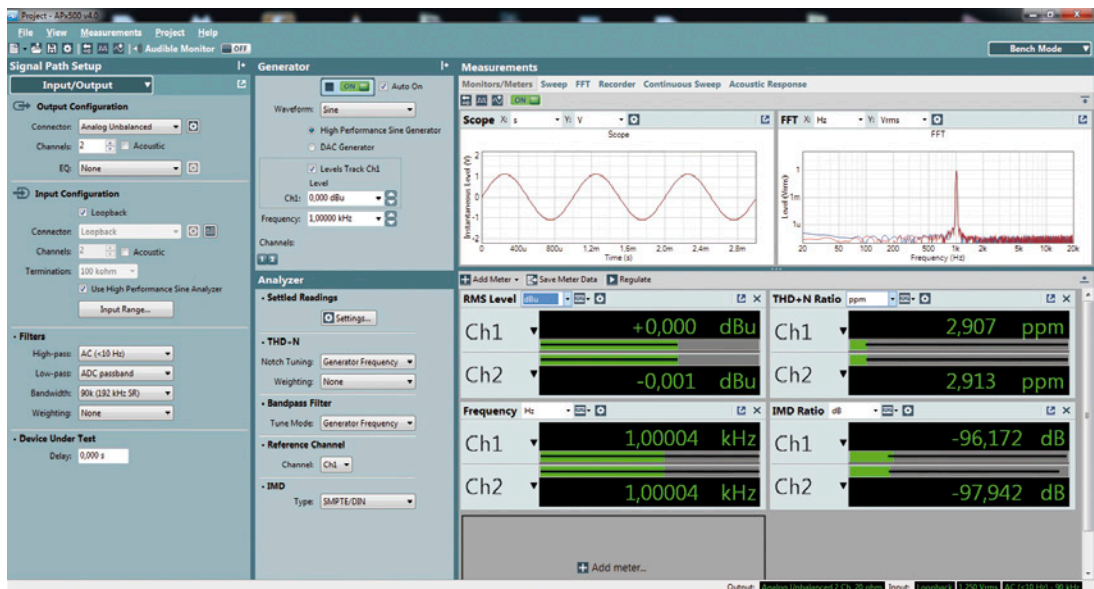 Project - APx500 v4.0
File View Measurements Project Help
Audible Monitor OFF
Bench Mode
Signal Path Setup
Input/Output
Output Configuration
Connector: Analog Unbalanced
Channels: 2 Acoustic
EQ: None
Input Configuration
Loopback
Connector: Loopback
Channels: 2 Acoustic
Termination: 100 kohm
Use High Performance Sine Analyzer
Input Range...
Filters
High-pass: AC (<10 Hz)
Low-pass: ADC passband
Bandwidth: 90k (192 kHz SR)
Weighting: None
Device Under Test
Delay: 0,000 s
Generator
ON Auto On
Waveform: Sine
High Performance Sine Generator
DAC Generator
Levels Track Ch1
Level
Ch1: 0,000 dBu
Frequency: 1,00000 kHz
Channels:
1 2
Analyzer
Settled Readings
Settings...
THD+N
Notch Tuning: Generator Frequency
Weighting: None
Bandpass Filter
Tune Mode: Generator Frequency
Reference Channel
Channel: Ch1
IMD
Type: SMPTE/DIN
Measurements
Monitors/Meters Sweep FFT Recorder Continuous Sweep Acoustic Response
ON
Scope X: s Y: V
Scope
Instantaneous Level (V)
2
1
0
-1
-2
0 400u 800u 1,2m 1,6m 2,0m 2,4m 2,8m
Time (s)
FFT X: Hz Y: Vrms
FFT
Level (Vrms)
1
1m
1u
20 50 100 200 500 1k 2k 5k 10k 20k
Frequency (Hz)
Add Meter Save Meter Data Regulate
RMS Level dBu
Ch1 +0,000 dBu
Ch2 -0,001 dBu
THD+N Ratio ppm
Ch1 2,907 ppm
Ch2 2,913 ppm
Frequency Hz
Ch1 1,00004 kHz
Ch2 1,00004 kHz
IMD Ratio dB
Ch1 -96,172 dB
Ch2 -97,942 dB
Add meter...
Output: Analog Unbalanced 2 Ch, 20 ohm Input: Loopback 1.250 Vrms AC (<10 Hz) - 90 kHz